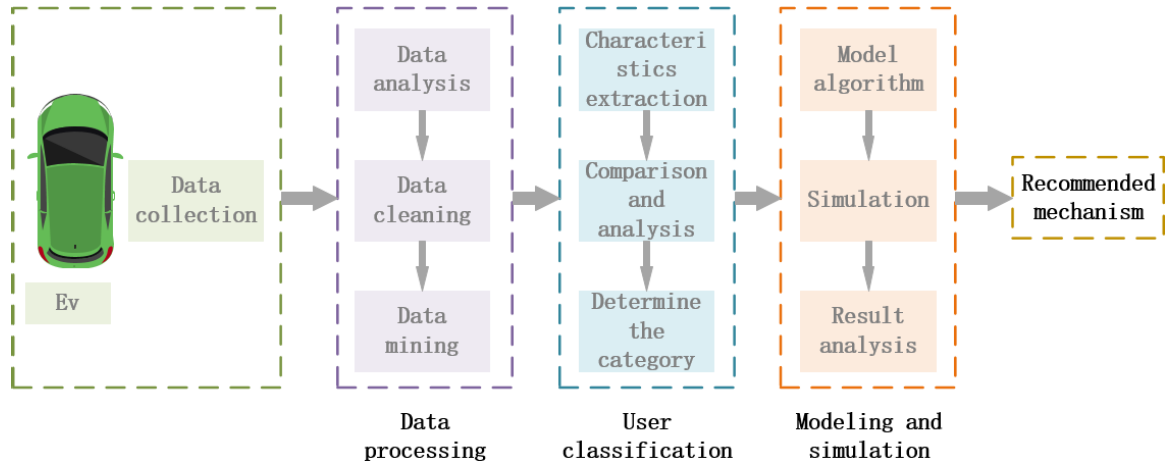 Data
collection
Ev
Data
analysis
Data
cleaning
Data
mining
Data
processing
Characteri
stics
extraction
Comparison
and
analysis
Determine
the
category
User
classification
Model
algorithm
Simulation
Result
analysis
Modeling and
simulation
Recommended
mechanism